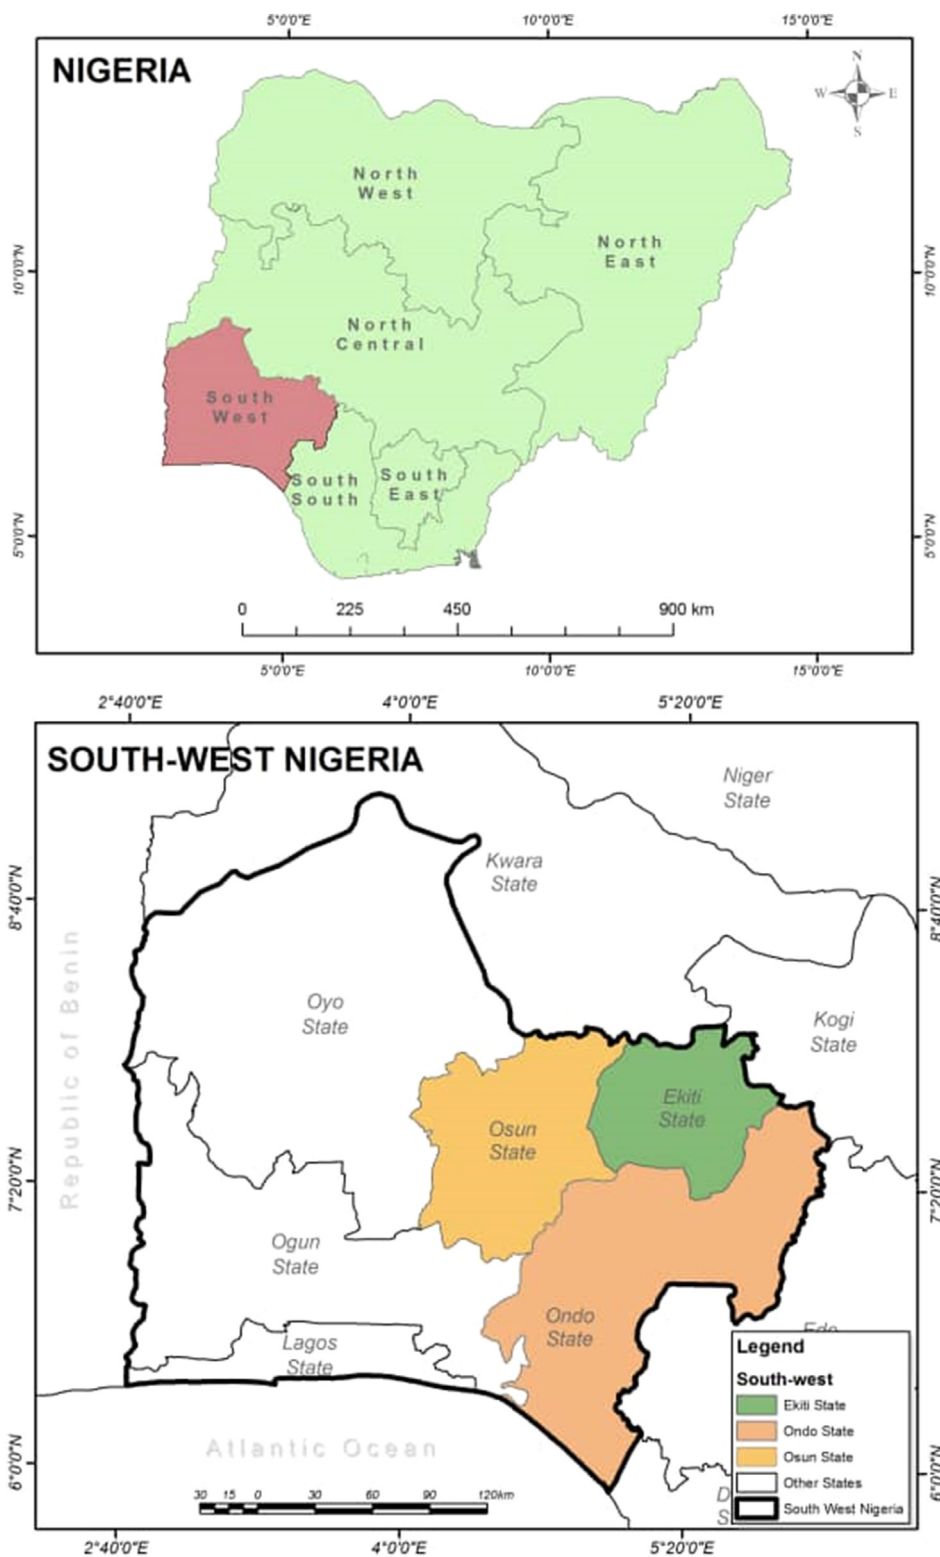 5°0'0"E 10°0'0"E 15°0'0"E
NIGERIA
N
W E
S
North
West
North
East
10°0'0"N 10°0'0"N
North
Central
South
West
South
South
South
East
5°0'0"N 5°0'0"N
0 225 450 900 km
5°0'0"E 10°0'0"E 15°0'0"E
2°40'0"E 4°0'0"E 5°20'0"E
SOUTH-WEST NIGERIA
Niger
State
Kwara
State
8°40'0"N 8°40'0"N
Republic of Benin
Oyo
State
Kogi
State
Ekiti
State
Osun
State
7°20'0"N 7°20'0"N
Ogun
State
Ondo
State
Lagos
State
Legend
South-west
Ekiti State
Ondo State
Osun State
Other States
South West Nigeria
Atlantic Ocean
6°0'0"N 6°0'0"N
30 15 0 30 60 90 120km
2°40'0"E 4°0'0"E 5°20'0"E